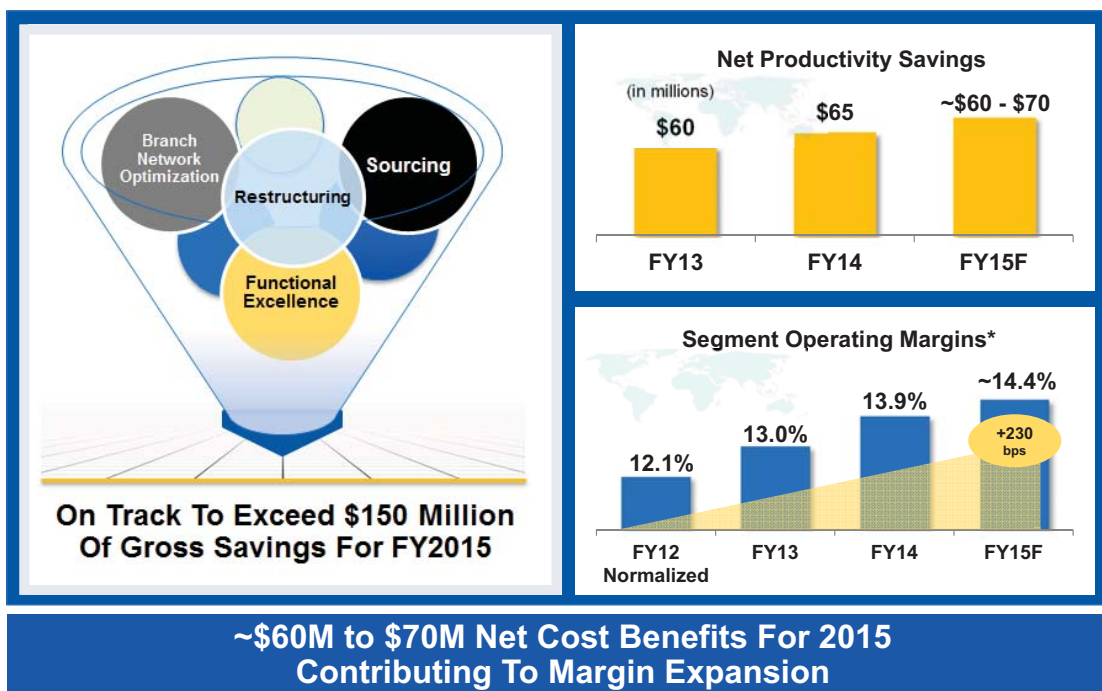 Branch
Network
Optimization
Sourcing
Restructuring
Functional
Excellence
On Track To Exceed $150 Million
Of Gross Savings For FY2015
Net Productivity Savings
(in millions)
$60
$65
~$60 - $70
FY13
FY14
FY15F
Segment Operating Margins*
12.1%
13.0%
13.9%
~14.4%
+230
bps
FY12
Normalized
FY13
FY14
FY15F
~$60M to $70M Net Cost Benefits For 2015
Contributing To Margin Expansion